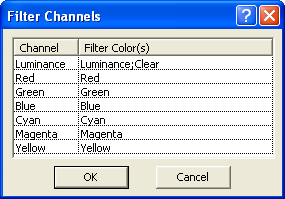 Filter Channels
Channel Filter Color(s)
Luminance Luminance;Clear
Red Red
Green Green
Blue Blue
Cyan Cyan
Magenta Magenta
Yellow Yellow
OK Cancel